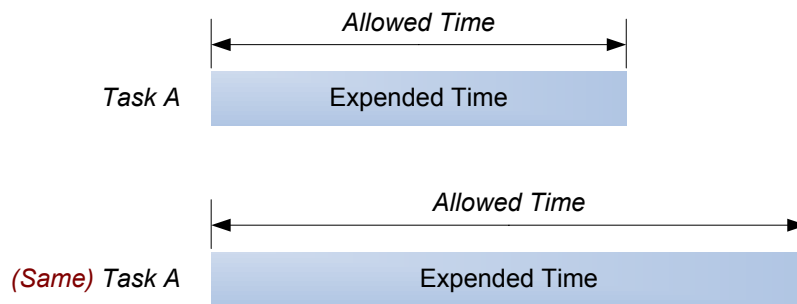 Allowed Time
Task A Expended Time
Allowed Time
(Same) Task A Expended Time